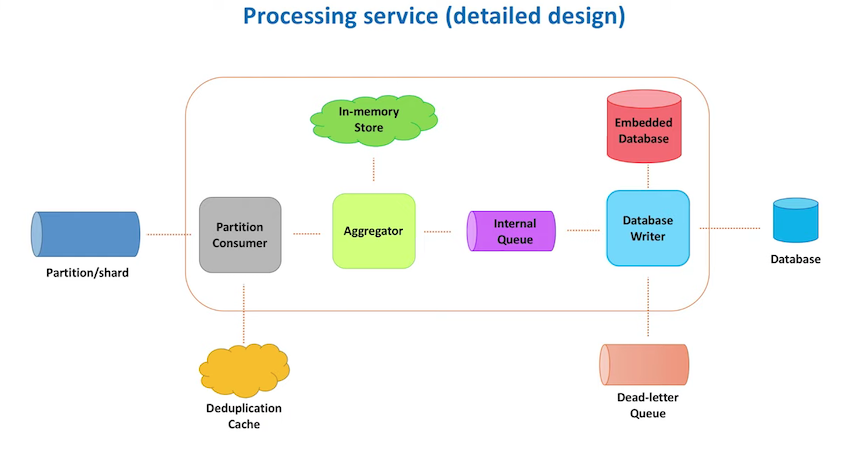 Processing service (detailed design)
In-memory
Store
Embedded
Database
Partition
Consumer
Aggregator
Internal
Queue
Database
Writer
Partition/shard
Database
Deduplication
Cache
Dead-letter
Queue